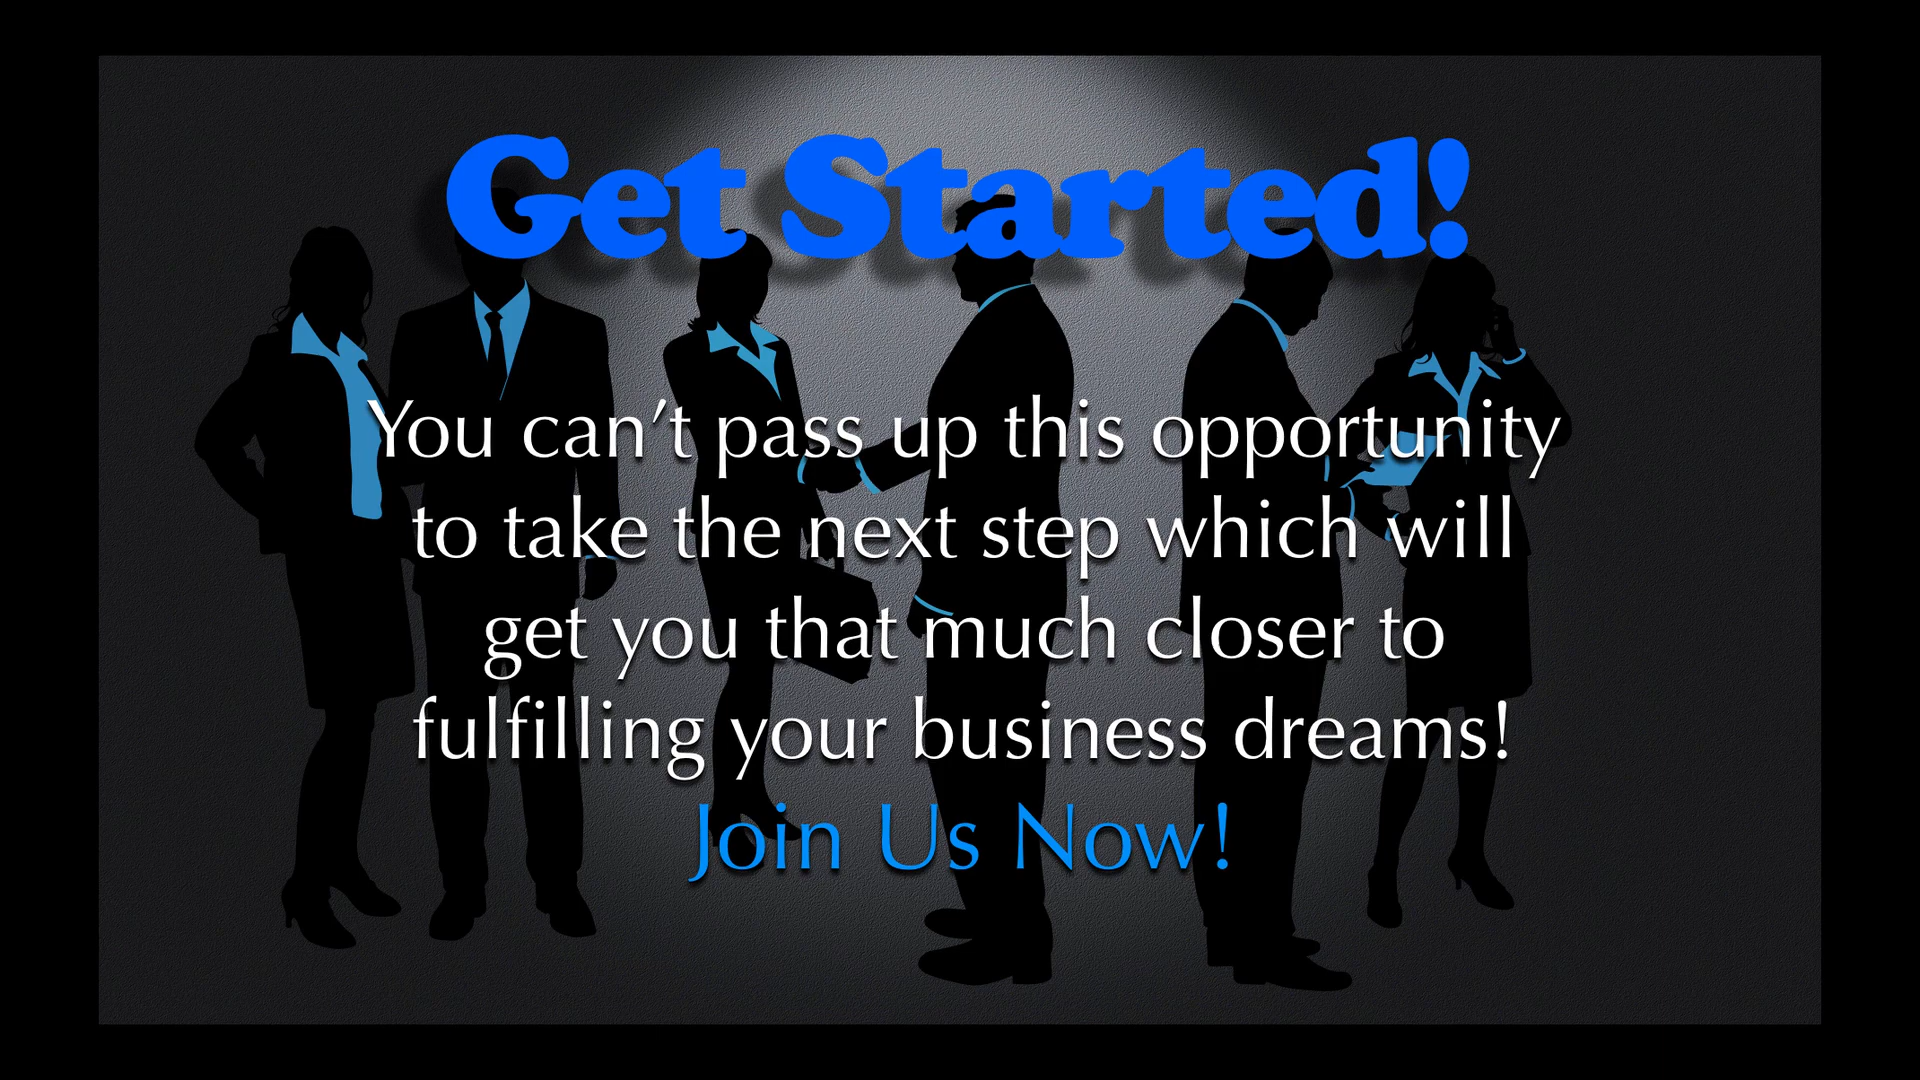 Get Started!
You can’t pass up this opportunity
to take the next step which will
get you that much closer to
fulfilling your business dreams!
Join Us Now!